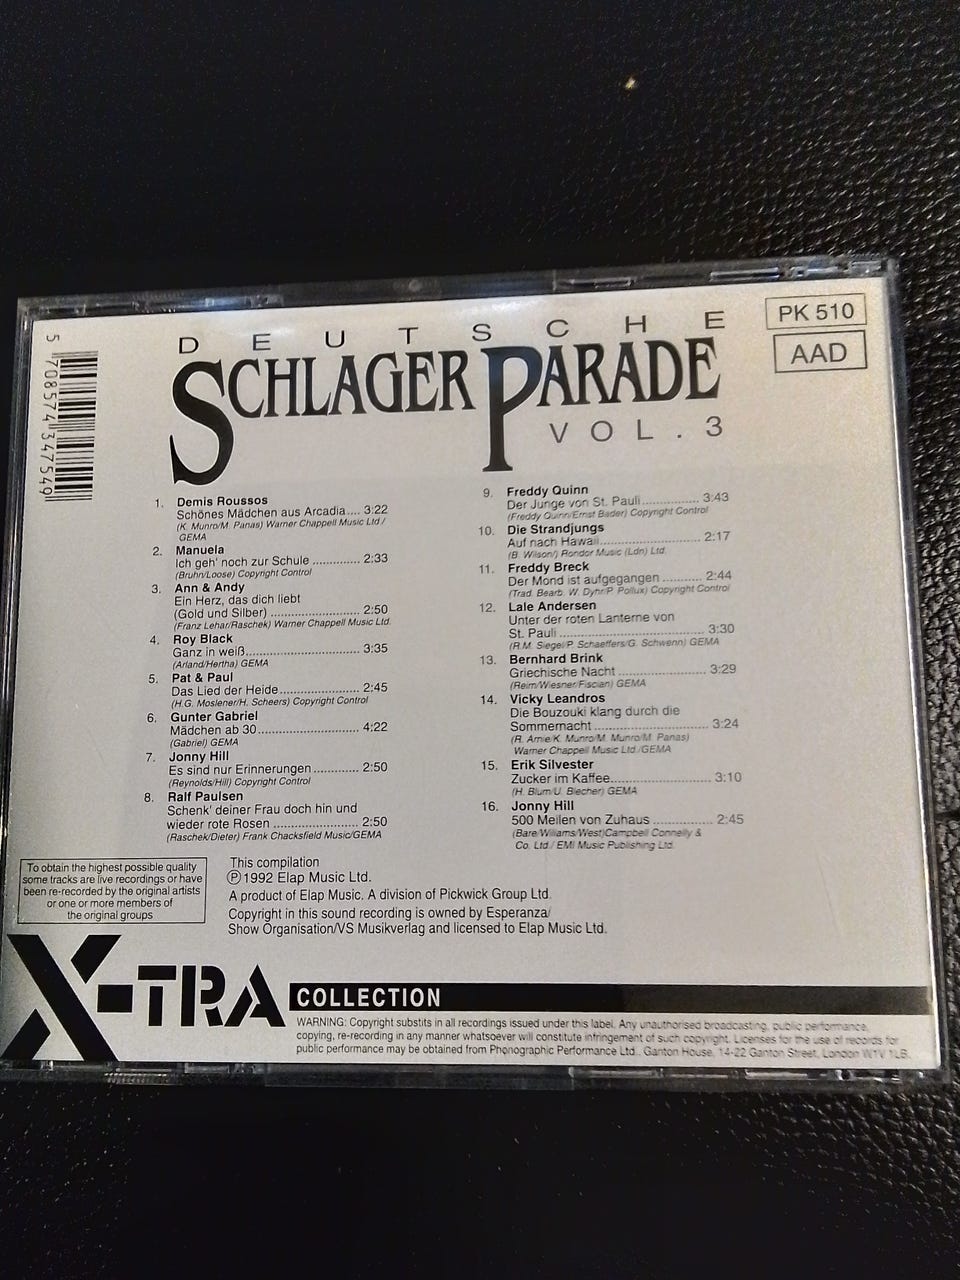 DEUTSCHE
SCHLAGER PARADE
VOL. 3
PK 510
AAD
5 708574 347549
1. Demis Roussos
Schönes Mädchen aus Arcadia.... 3:22
(K. Munro/M. Panas) Warner Chappell Music Ltd /
GEMA
2. Manuela
Ich geh' noch zur Schule ............ 2:33
(Bruhn/Loose) Copyright Control
3. Ann & Andy
Ein Herz, das dich liebt
(Gold und Silber) .............................. 2:50
(Franz Lehar/Raschek) Warner Chappell Music Ltd.
4. Roy Black
Ganz in weiß............................. 3:35
(Arland/Hertha) GEMA
5. Pat & Paul
Das Lied der Heide..................... 2:45
(H.G. Moslener/H. Scheers) Copyright Control
6. Gunter Gabriel
Mädchen ab 30.......................... 4:22
(Gabriel) GEMA
7. Jonny Hill
Es sind nur Erinnerungen ............ 2:50
(Reynolds/Hill) Copyright Control
8. Ralf Paulsen
Schenk' deiner Frau doch hin und
wieder rote Rosen ...................... 2:50
(Raschek/Dieter) Frank Chacksfield Music/GEMA
9. Freddy Quinn
Der Junge von St. Pauli............... 3:43
(Freddy Quinn/Ernst Bader) Copyright Control
10. Die Strandjungs
Auf nach Hawaii.......................... 2:17
(B. Wilson/) Rondor Music (Ldn) Ltd.
11. Freddy Breck
Der Mond ist aufgegangen .......... 2:44
(Trad. Bearb. W. Dyhr/P. Pollux) Copyright Control
12. Lale Andersen
Unter der roten Lanterne von
St. Pauli ..................................... 3:30
(R.M. Siegel/P. Schaeffers/G. Schwenn) GEMA
13. Bernhard Brink
Griechische Nacht ...................... 3:29
(Reim/Wiesner/Fiscian) GEMA
14. Vicky Leandros
Die Bouzouki klang durch die
Sommernacht ............................. 3:24
(R. Arnie/K. Munro/M. Munro/M. Panas)
Warner Chappell Music Ltd./GEMA
15. Erik Silvester
Zucker im Kaffee......................... 3:10
(H. Blum/U. Blecher) GEMA
16. Jonny Hill
500 Meilen von Zuhaus ............... 2:45
(Bare/Williams/West)Campbell Connelly &
Co. Ltd./ EMI Music Publishing Ltd.
To obtain the highest possible quality
some tracks are live recordings or have
been re-recorded by the original artists
or one or more members of
the original groups
This compilation
Ⓟ1992 Elap Music Ltd.
A product of Elap Music. A division of Pickwick Group Ltd.
Copyright in this sound recording is owned by Esperanza/
Show Organisation/VS Musikverlag and licensed to Elap Music Ltd.
X-TRA COLLECTION
WARNING: Copyright substits in all recordings issued under this label. Any unauthorised broadcasting, public performance,
copying, re-recording in any manner whatsoever will constitute infringement of such copyright. Licenses for the use of records for
public performance may be obtained from Phonographic Performance Ltd., Ganton House, 14-22 Ganton Street, London W1V 1LB.